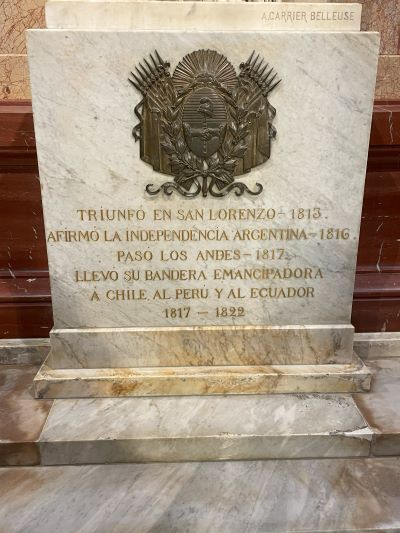 A. CARRIER BELLEUSE
TRIUNFÓ EN SAN LORENZO-1813.
AFIRMÓ LA INDEPENDENCIA ARGENTINA-1816.
PASO LOS ANDES-1817.
LLEVÓ SU BANDERA EMANCIPADORA
Á CHILE, AL PERÚ Y AL ECUADOR
1817 - 1822